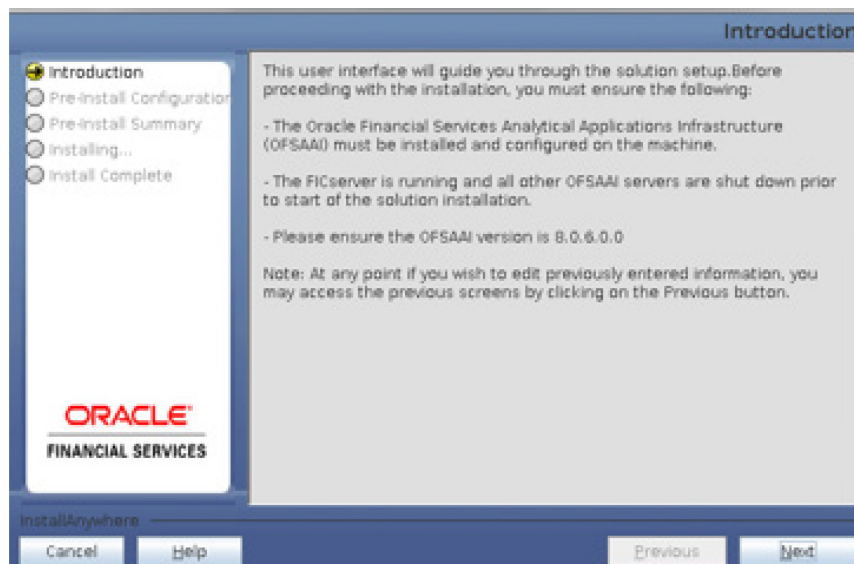 Introduction
Introduction
Pre-Install Configuration
Pre-Install Summary
Installing...
Install Complete
This user interface will guide you through the solution setup.Before
proceeding with the installation, you must ensure the following:
- The Oracle Financial Services Analytical Applications Infrastructure
(OFSAAI) must be installed and configured on the machine.
- The FICserver is running and all other OFSAAI servers are shut down prior
to start of the solution installation.
- Please ensure the OFSAAI version is 8.0.6.0.0
Note: At any point if you wish to edit previously entered information, you
may access the previous screens by clicking on the Previous button.
ORACLE
FINANCIAL SERVICES
InstallAnywhere
Cancel
Help
Previous
Next